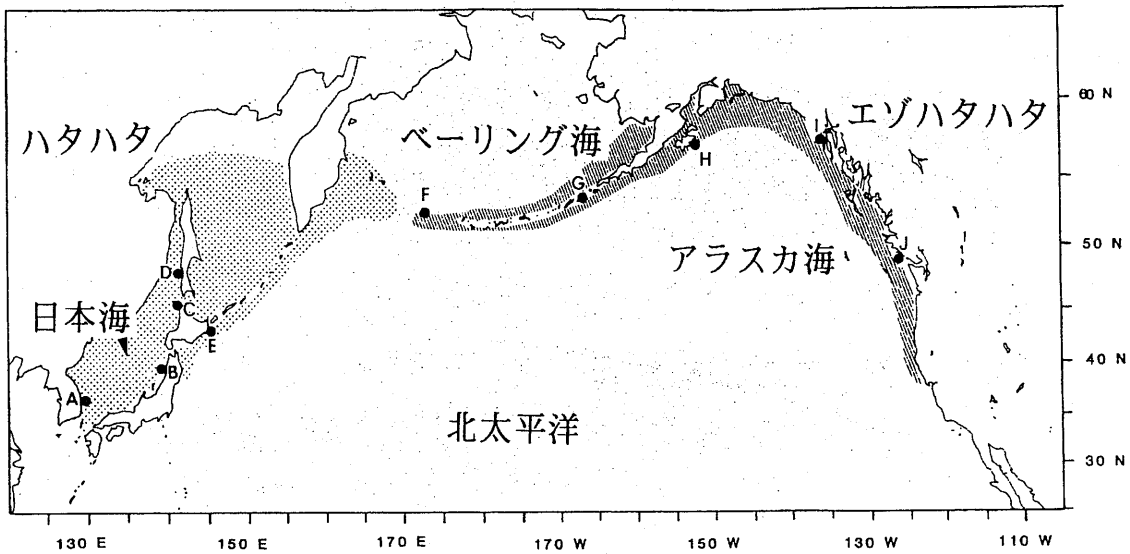 ハタハタ
ベーリング海
エゾハタハタ
アラスカ海
日本海
北太平洋
A
B
C
D
E
F
G
H
I
J
60 N
50 N
40 N
30 N
130 E
150 E
170 E
170 W
150 W
130 W
110 W